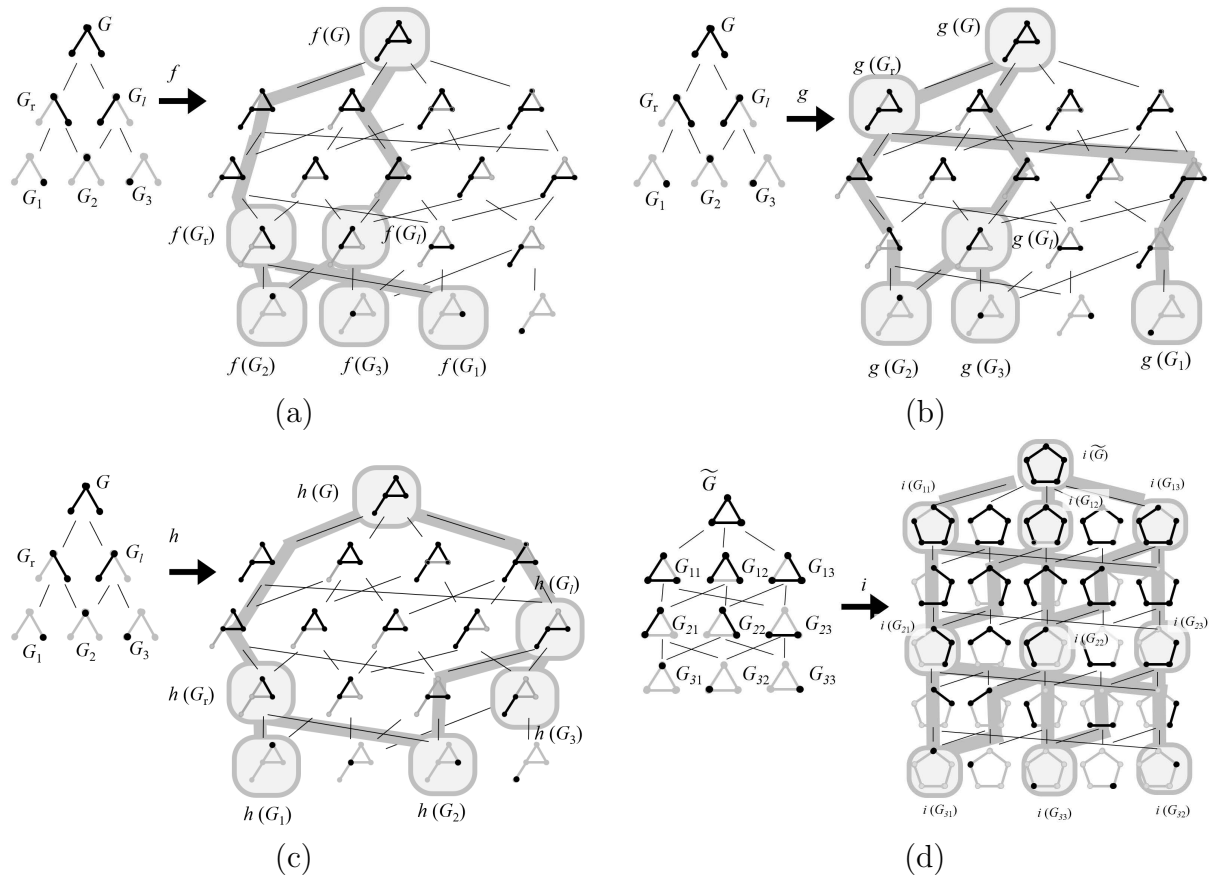 G
f
f (G)
G_r
G_l
G_1
G_2
G_3
f (G_r)
f (G_l)
f (G_2)
f (G_3)
f (G_1)
(a)
G
g
g (G)
g (G_r)
G_r
G_l
G_1
G_2
G_3
g (G_l)
g (G_2)
g (G_3)
g (G_1)
(b)
G
h
h (G)
G_r
G_l
h (G_l)
G_1
G_2
G_3
h (G_r)
h (G_3)
h (G_1)
h (G_2)
(c)
G̃
i
i (G̃)
i (G_11)
i (G_12)
i (G_13)
G_11
G_12
G_13
G_21
G_22
G_23
i (G_21)
i (G_22)
i (G_23)
G_31
G_32
G_33
i (G_31)
i (G_33)
i (G_32)
(d)